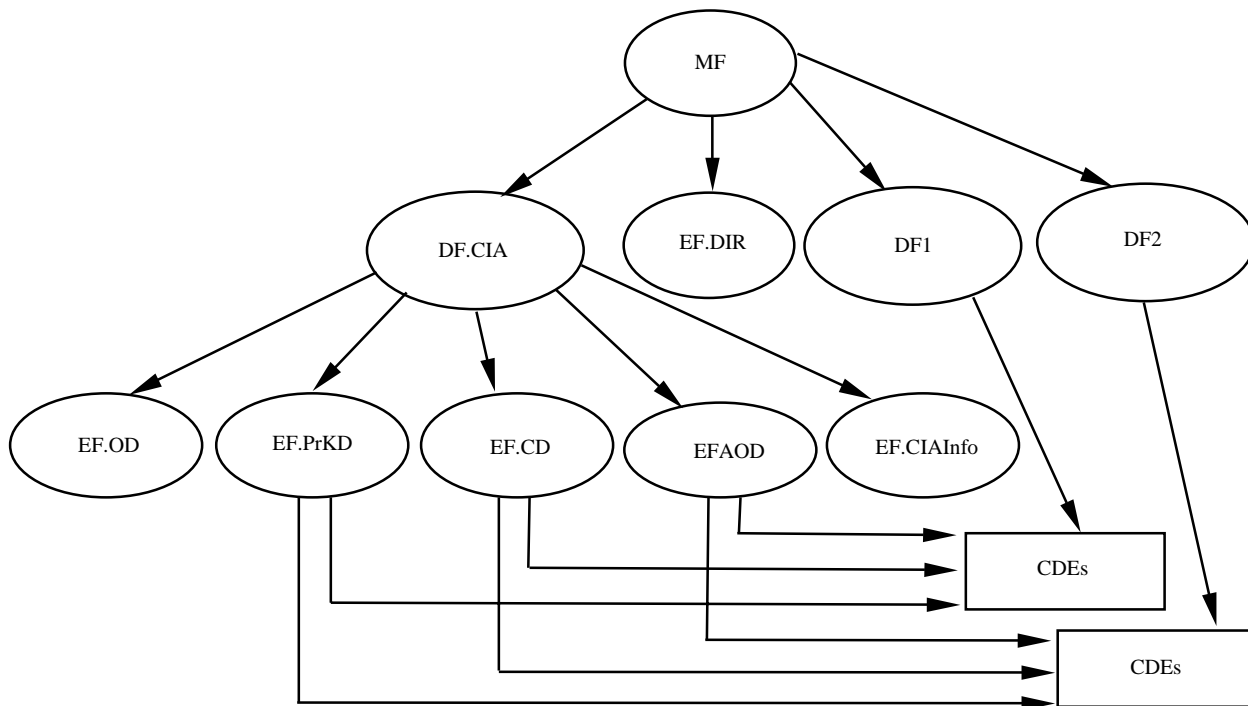 MF
DF.CIA
EF.DIR
DF1
DF2
EF.OD
EF.PrKD
EF.CD
EFAOD
EF.CIAInfo
CDEs
CDEs